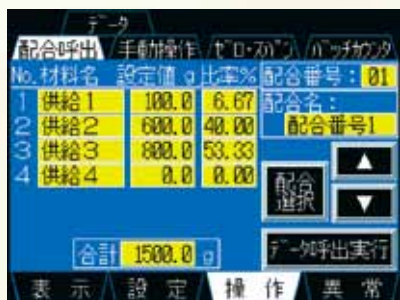 データ
配合呼出 手動操作 ゼロ・スパン バッチカウンタ
No. 材料名 設定値 g 比率% 配合番号: 01
1 供給1 100.0 6.67 配合名:
2 供給2 600.0 40.00 配合番号1
3 供給3 800.0 53.33
4 供給4 0.0 0.00
▲
配合
選択 ▼
合計 1500.0 g データ呼出実行
表示 設定 操作 異常